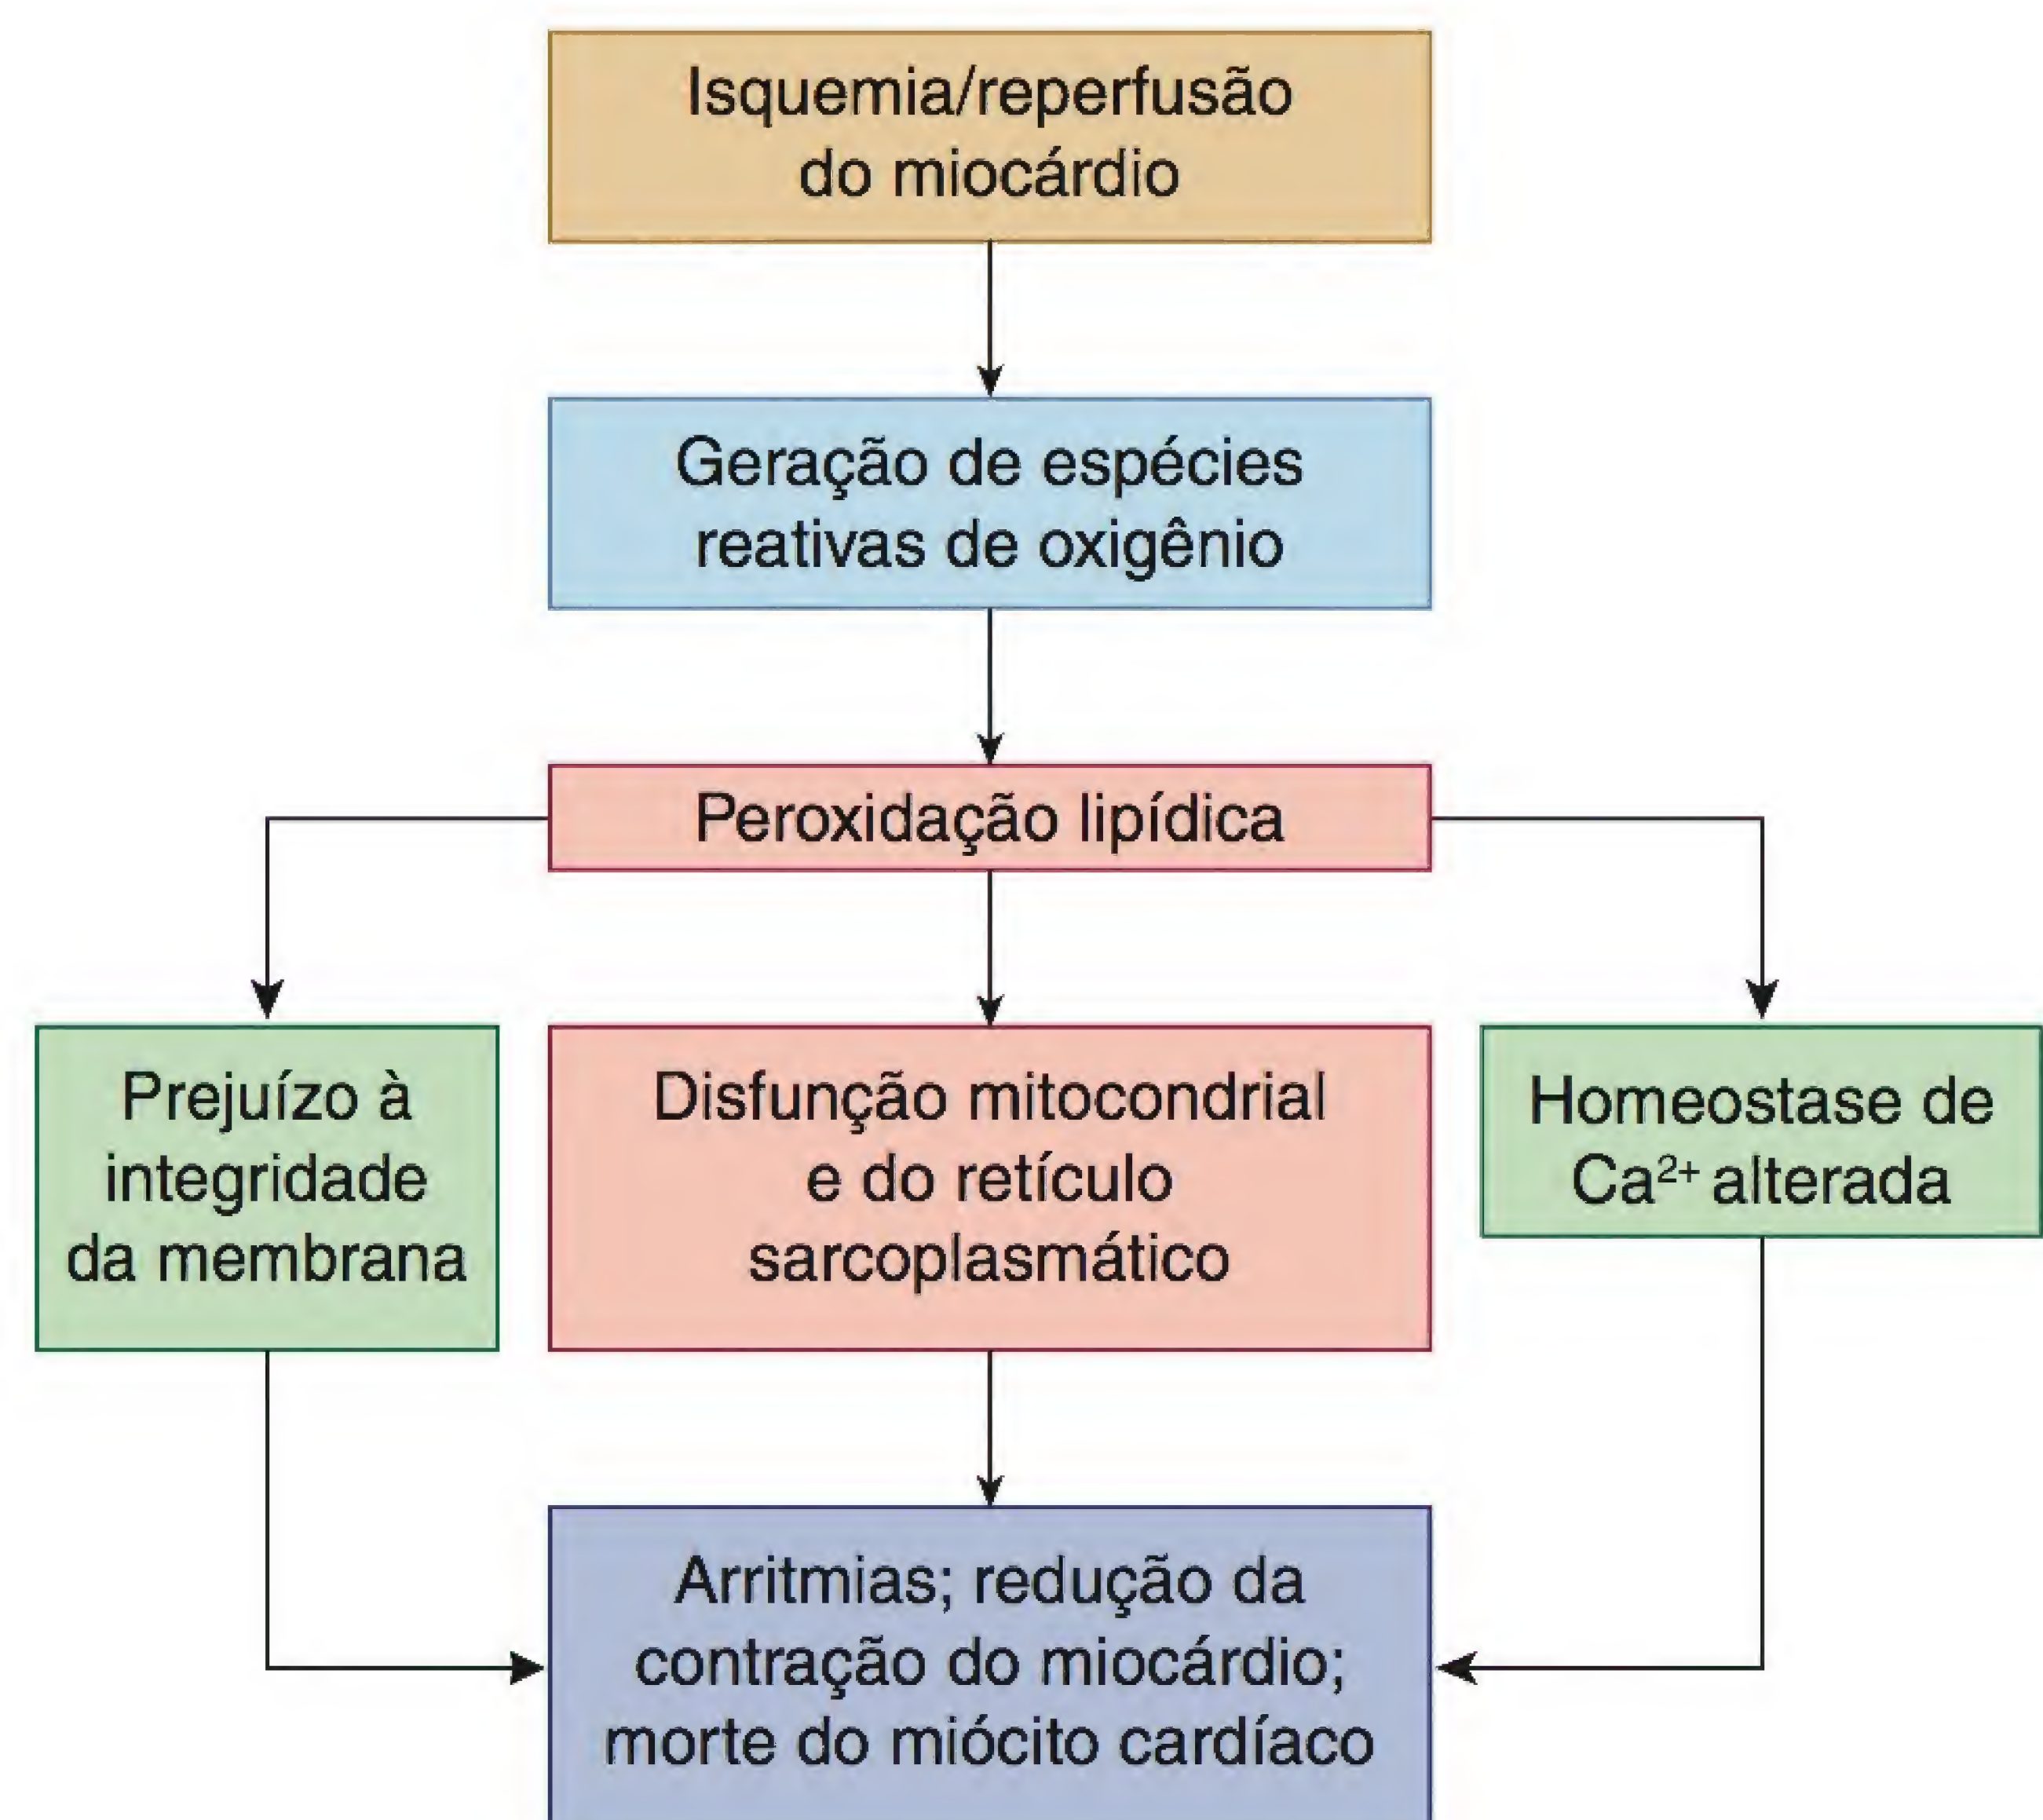 Isquemia/reperfusão
do miocárdio
Geração de espécies
reativas de oxigênio
Peroxidação lipídica
Prejuízo à
integridade
da membrana
Disfunção mitocondrial
e do retículo
sarcoplasmático
Homeostase de
Ca²⁺ alterada
Arritmias; redução da
contração do miocárdio;
morte do miócito cardíaco